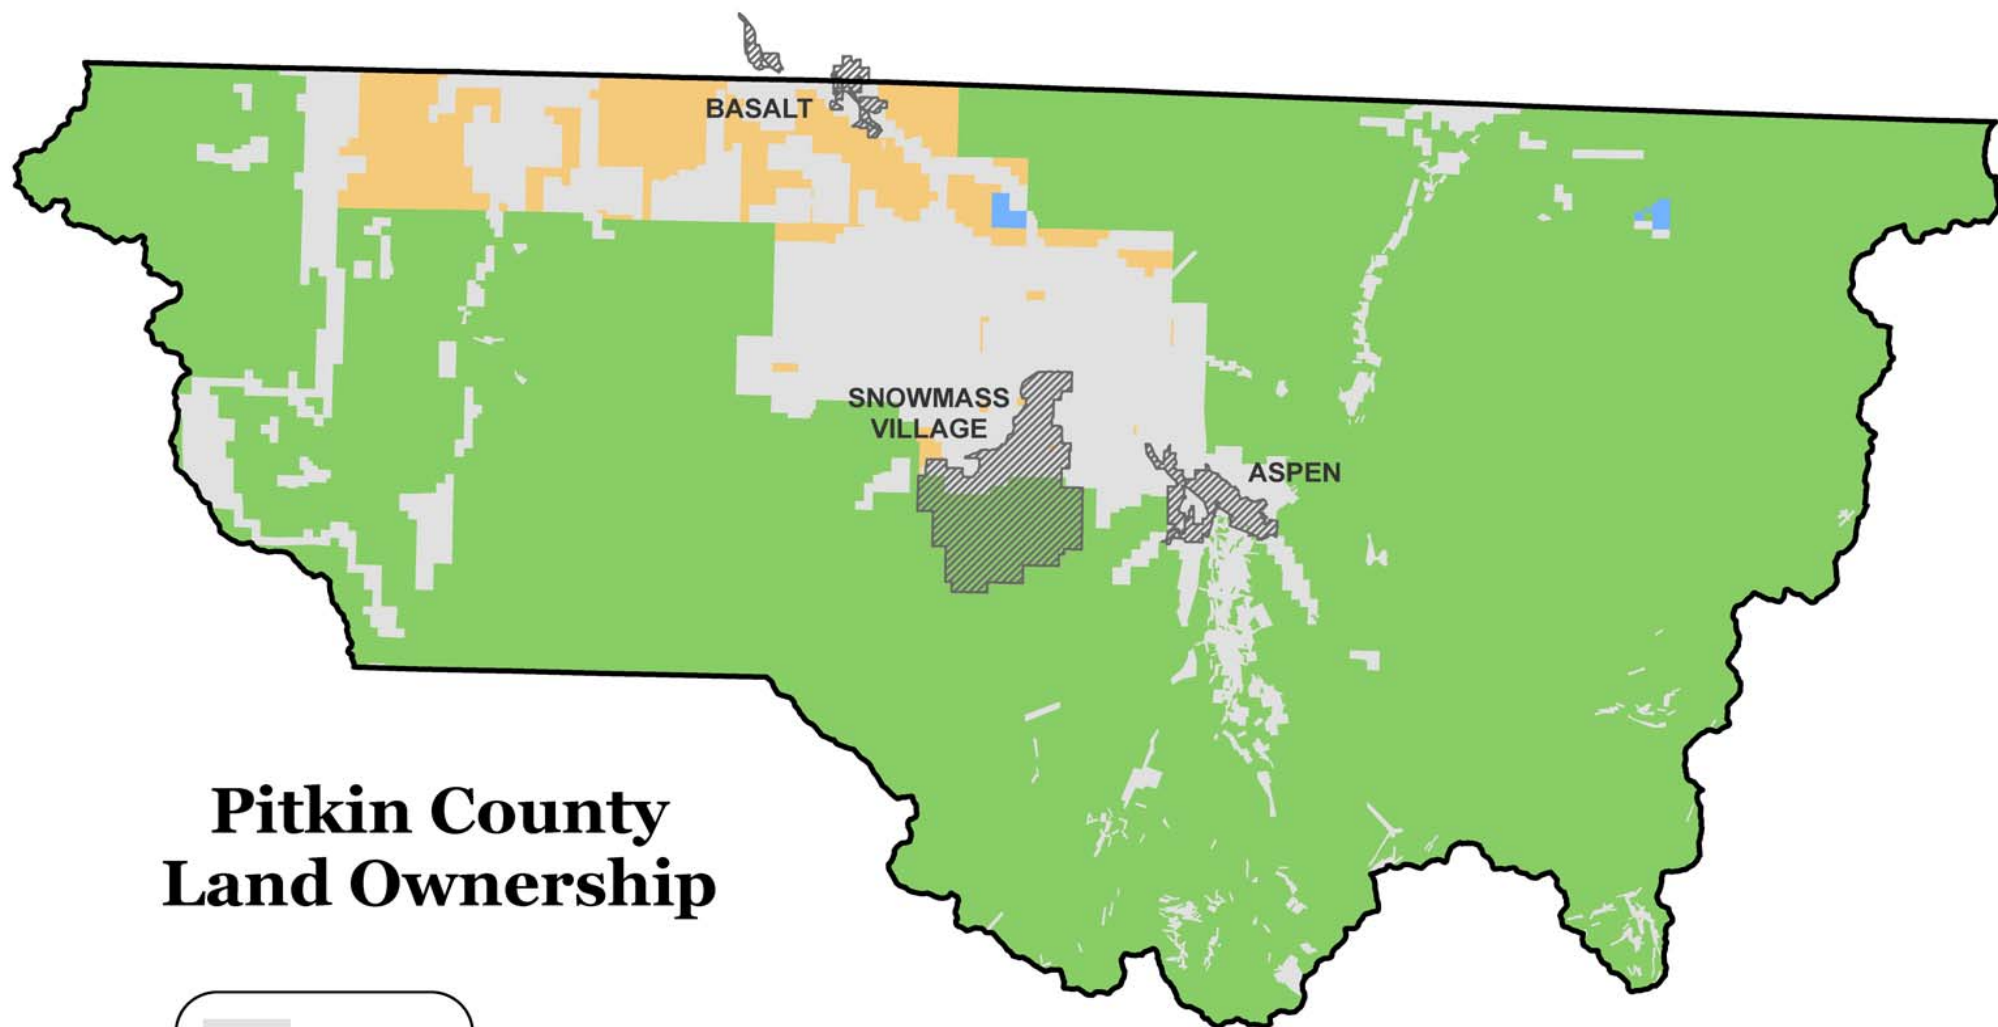 BASALT
SNOWMASS
VILLAGE
ASPEN
Pitkin County
Land Ownership